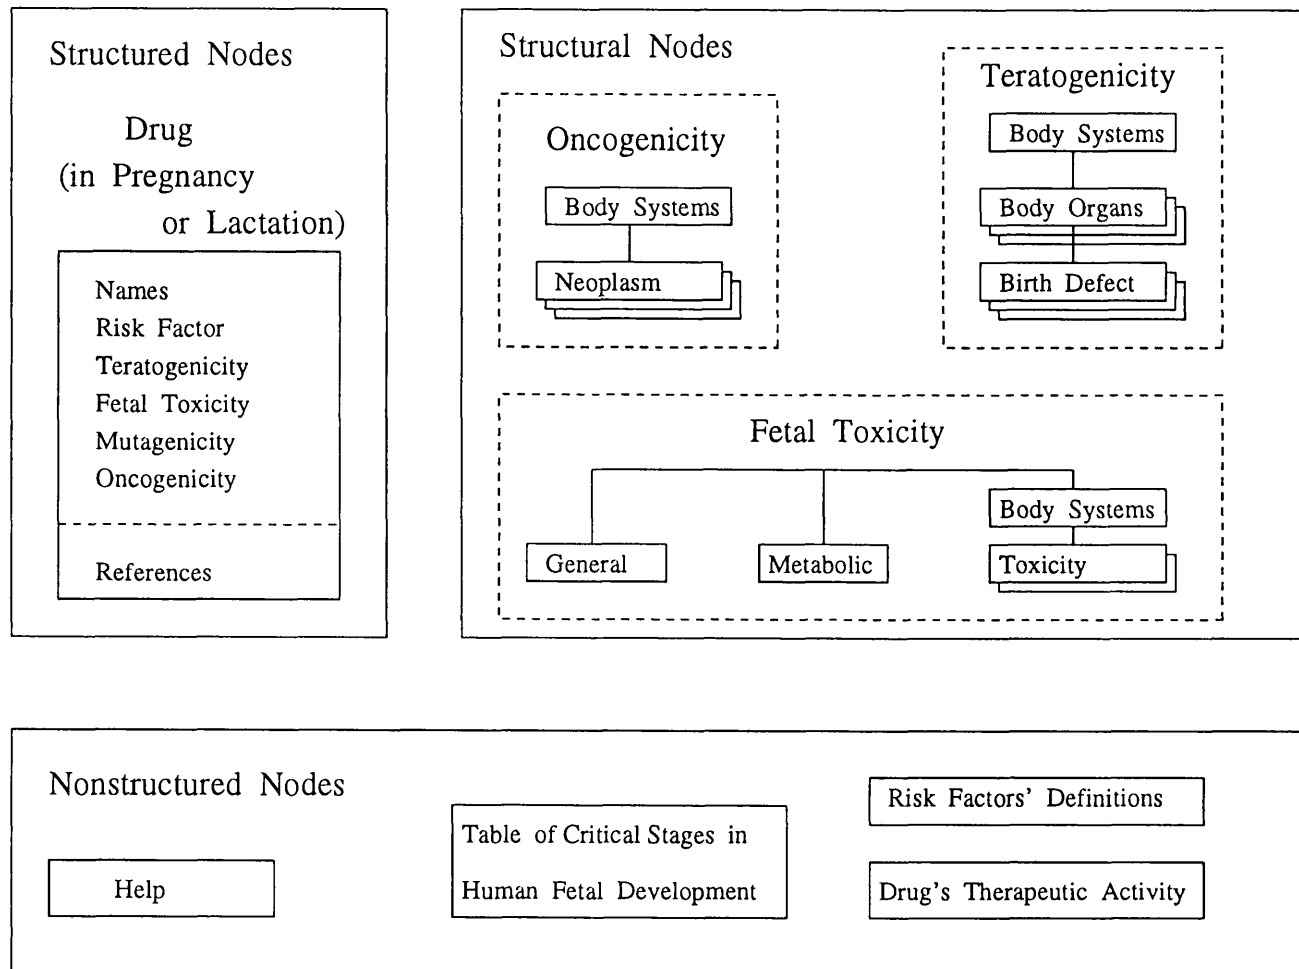 Structured Nodes
Drug
(in Pregnancy
or Lactation)
Names
Risk Factor
Teratogenicity
Fetal Toxicity
Mutagenicity
Oncogenicity
References
Structural Nodes
Oncogenicity
Body Systems
Neoplasm
Teratogenicity
Body Systems
Body Organs
Birth Defect
Fetal Toxicity
General
Metabolic
Body Systems
Toxicity
Nonstructured Nodes
Help
Table of Critical Stages in
Human Fetal Development
Risk Factors' Definitions
Drug's Therapeutic Activity